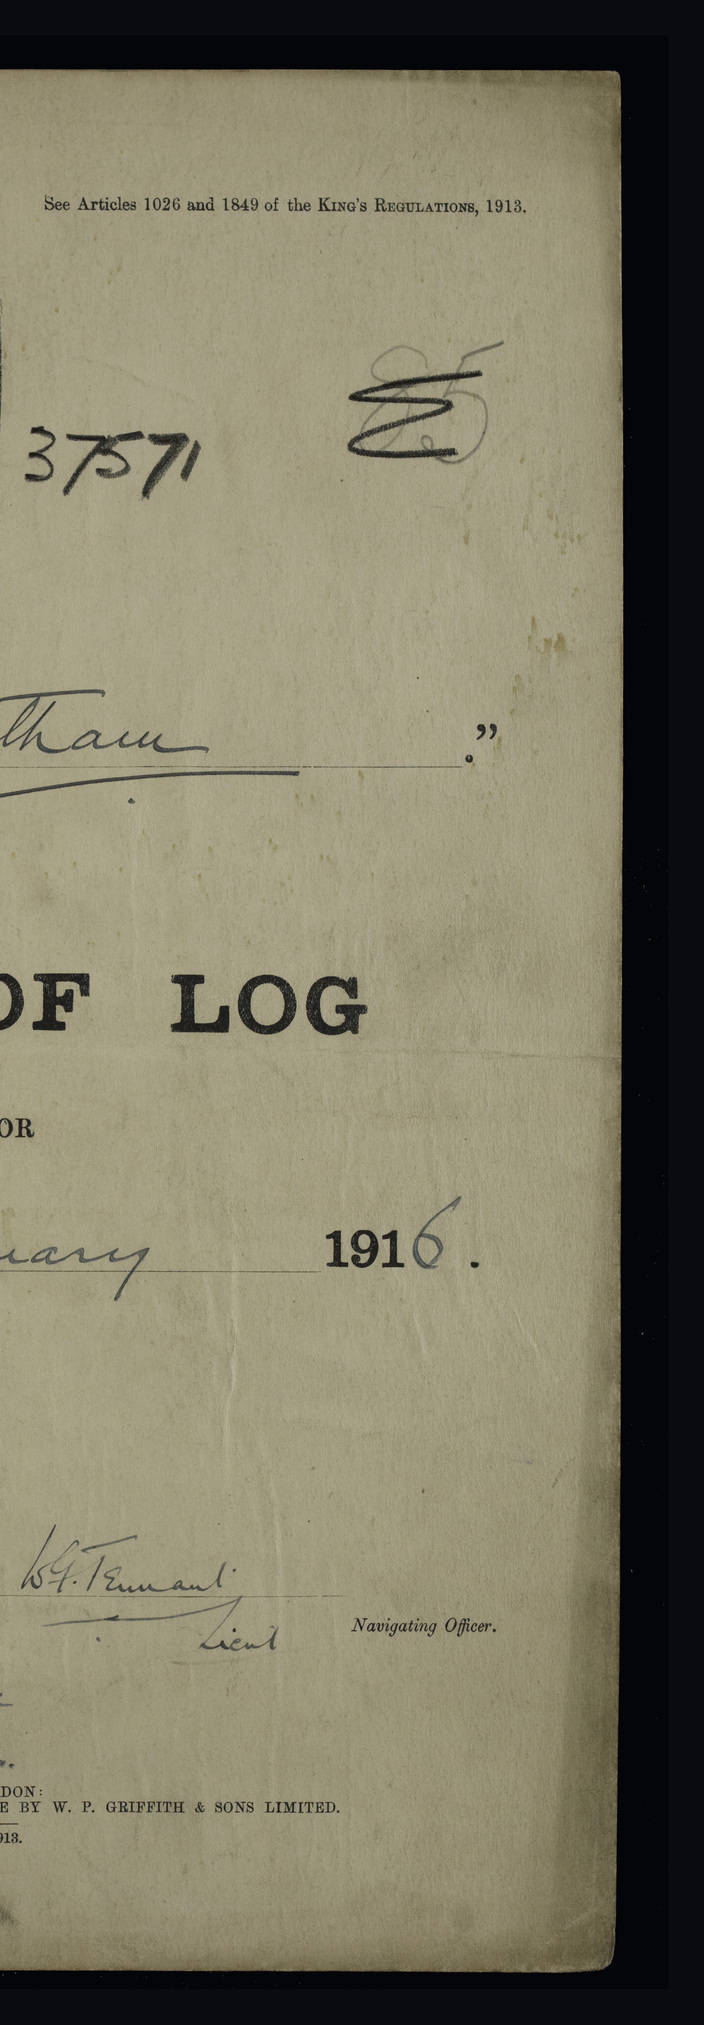 See Articles 1026 and 1849 of the KING'S REGULATIONS, 1913.
85
37571
tham ."
OF LOG
OR
uary 1916.
W.G. Tennant
Lieut Navigating Officer.
DON:
E BY W. P. GRIFFITH & SONS LIMITED.
913.